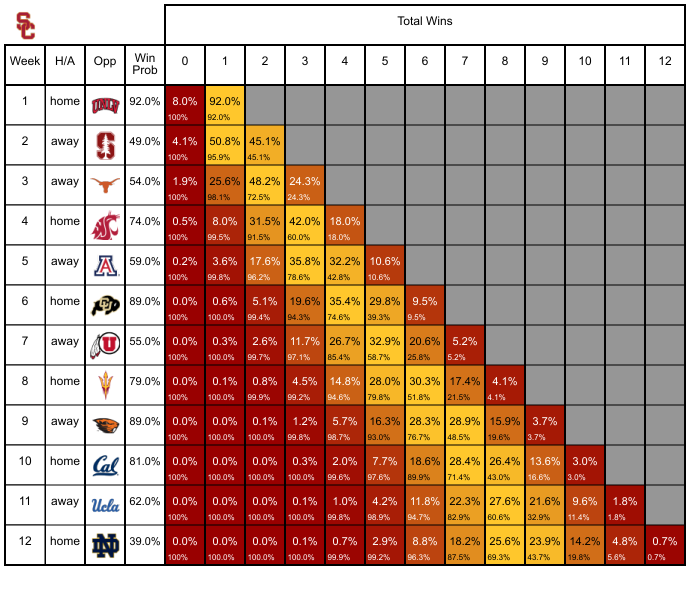 SC
Total Wins
Week H/A Opp Win Prob 0 1 2 3 4 5 6 7 8 9 10 11 12
1 home UNLV 92.0% 8.0% 92.0%
100% 92.0%
2 away S 49.0% 4.1% 50.8% 45.1%
100% 95.9% 45.1%
3 away 54.0% 1.9% 25.6% 48.2% 24.3%
100% 98.1% 72.5% 24.3%
4 home 74.0% 0.5% 8.0% 31.5% 42.0% 18.0%
100% 99.5% 91.5% 60.0% 18.0%
5 away A 59.0% 0.2% 3.6% 17.6% 35.8% 32.2% 10.6%
100% 99.8% 96.2% 78.6% 42.8% 10.6%
6 home CU 89.0% 0.0% 0.6% 5.1% 19.6% 35.4% 29.8% 9.5%
100% 100.0% 99.4% 94.3% 74.6% 39.3% 9.5%
7 away U 55.0% 0.0% 0.3% 2.6% 11.7% 26.7% 32.9% 20.6% 5.2%
100% 100.0% 99.7% 97.1% 85.4% 58.7% 25.8% 5.2%
8 home 79.0% 0.0% 0.1% 0.8% 4.5% 14.8% 28.0% 30.3% 17.4% 4.1%
100% 100.0% 99.9% 99.2% 94.6% 79.8% 51.8% 21.5% 4.1%
9 away 89.0% 0.0% 0.0% 0.1% 1.2% 5.7% 16.3% 28.3% 28.9% 15.9% 3.7%
100% 100.0% 100.0% 99.8% 98.7% 93.0% 76.7% 48.5% 19.6% 3.7%
10 home Cal 81.0% 0.0% 0.0% 0.0% 0.3% 2.0% 7.7% 18.6% 28.4% 26.4% 13.6% 3.0%
100% 100.0% 100.0% 100.0% 99.6% 97.6% 89.9% 71.4% 43.0% 16.6% 3.0%
11 away Ucla 62.0% 0.0% 0.0% 0.0% 0.1% 1.0% 4.2% 11.8% 22.3% 27.6% 21.6% 9.6% 1.8%
100% 100.0% 100.0% 100.0% 99.8% 98.9% 94.7% 82.9% 60.6% 32.9% 11.4% 1.8%
12 home ND 39.0% 0.0% 0.0% 0.0% 0.1% 0.7% 2.9% 8.8% 18.2% 25.6% 23.9% 14.2% 4.8% 0.7%
100% 100.0% 100.0% 100.0% 99.9% 99.2% 96.3% 87.5% 69.3% 43.7% 19.8% 5.6% 0.7%